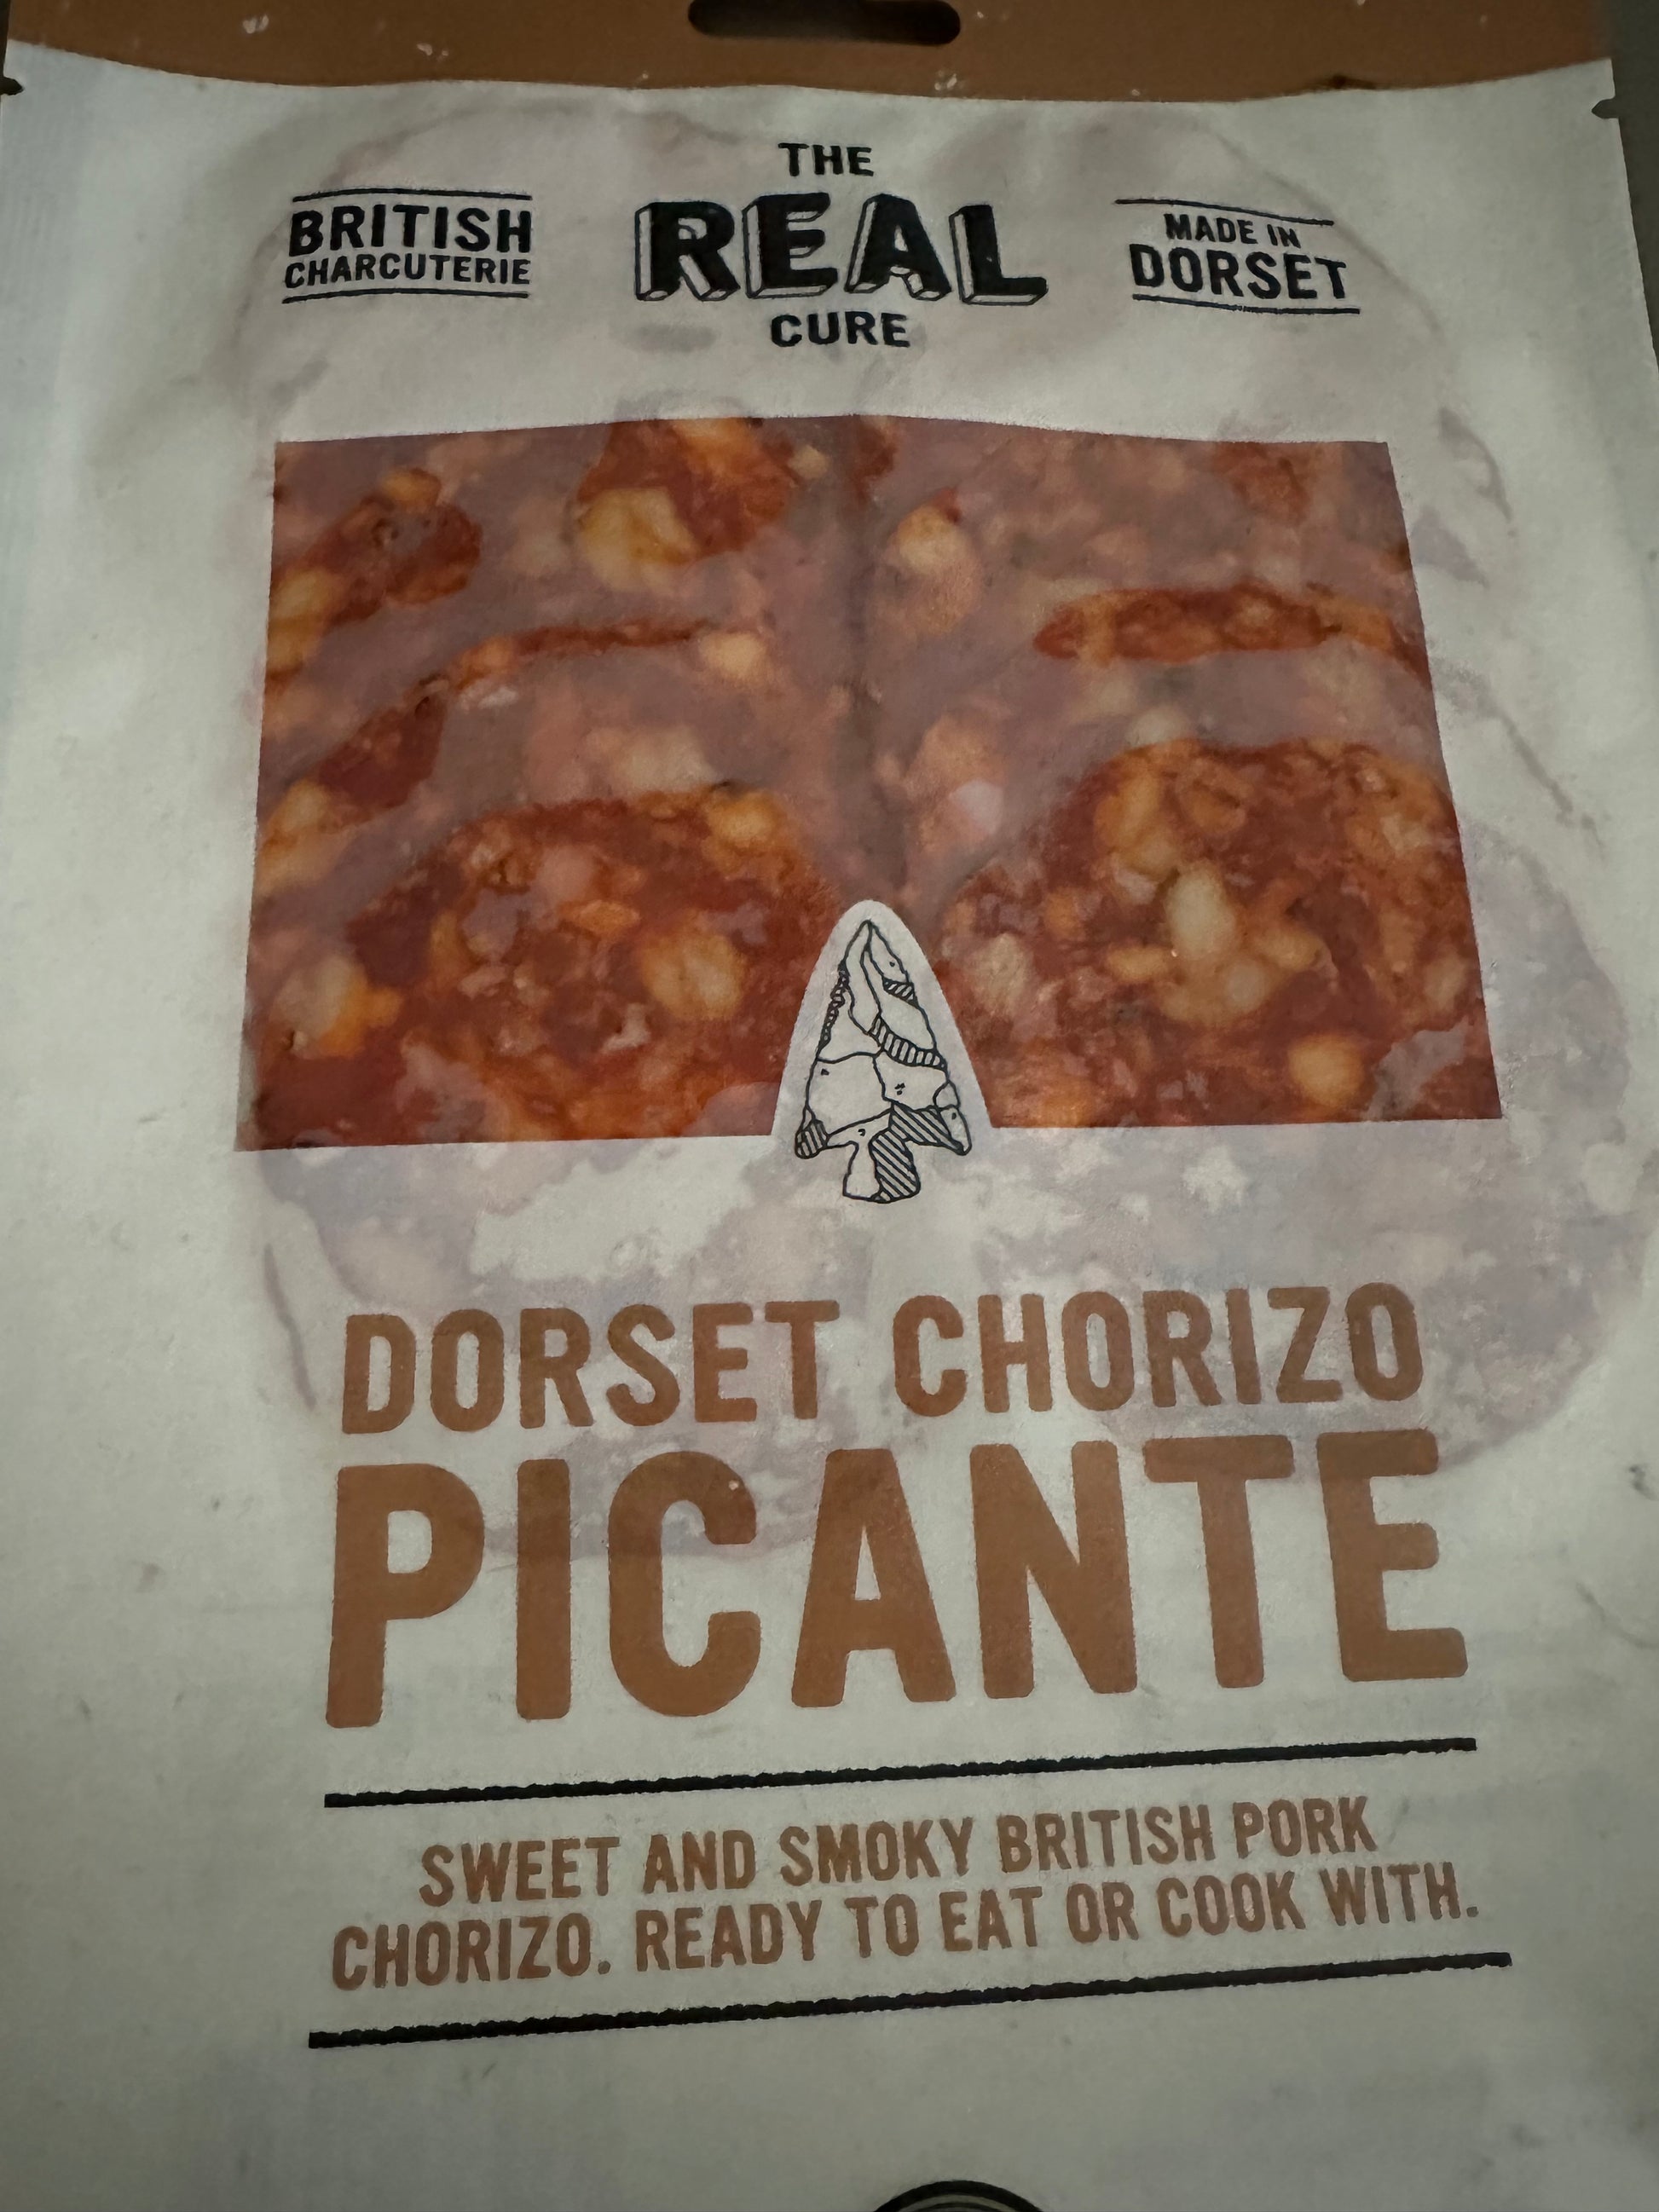 THE
REAL
CURE
BRITISH
CHARCUTERIE
MADE IN
DORSET
DORSET CHORIZO
PICANTE
SWEET AND SMOKY BRITISH PORK
CHORIZO. READY TO EAT OR COOK WITH.